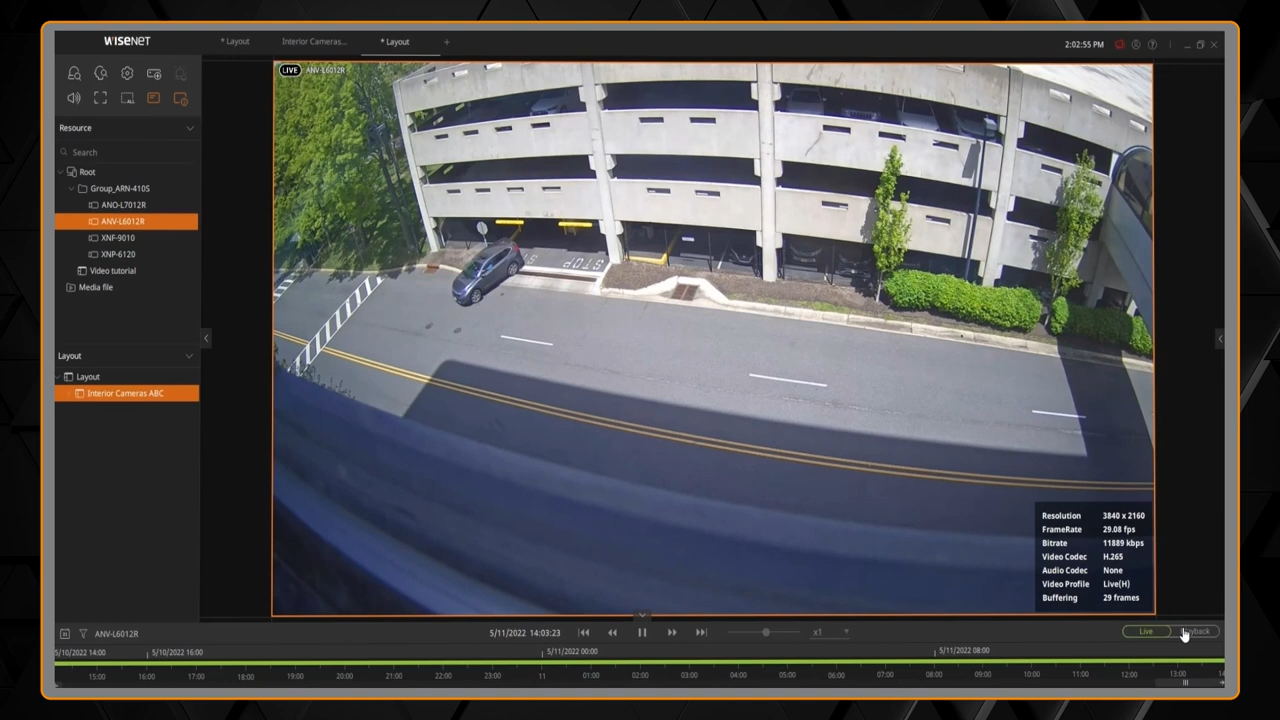 WISENET
* Layout
Interior Cameras...
* Layout
+
2:02:55 PM
Resource
Search
Root
Group_ARN-410S
ANO-L7012R
ANV-L6012R
XNF-9010
XNP-6120
Video tutorial
Media file
Layout
Layout
Interior Cameras ABC
LIVE ANV-L6012R
STOP
Resolution 3840 x 2160
FrameRate 29.08 fps
Bitrate 11889 kbps
Video Codec H.265
Audio Codec None
Video Profile Live(H)
Buffering 29 frames
ANV-L6012R
5/11/2022 14:03:23
x1
Live
5/10/2022 14:00 5/10/2022 16:00 5/11/2022 00:00 5/11/2022 08:00
15:00 16:00 17:00 18:00 19:00 20:00 21:00 22:00 23:00 11 01:00 02:00 03:00 04:00 05:00 06:00 07:00 08:00 09:00 10:00 11:00 12:00 13:00 14